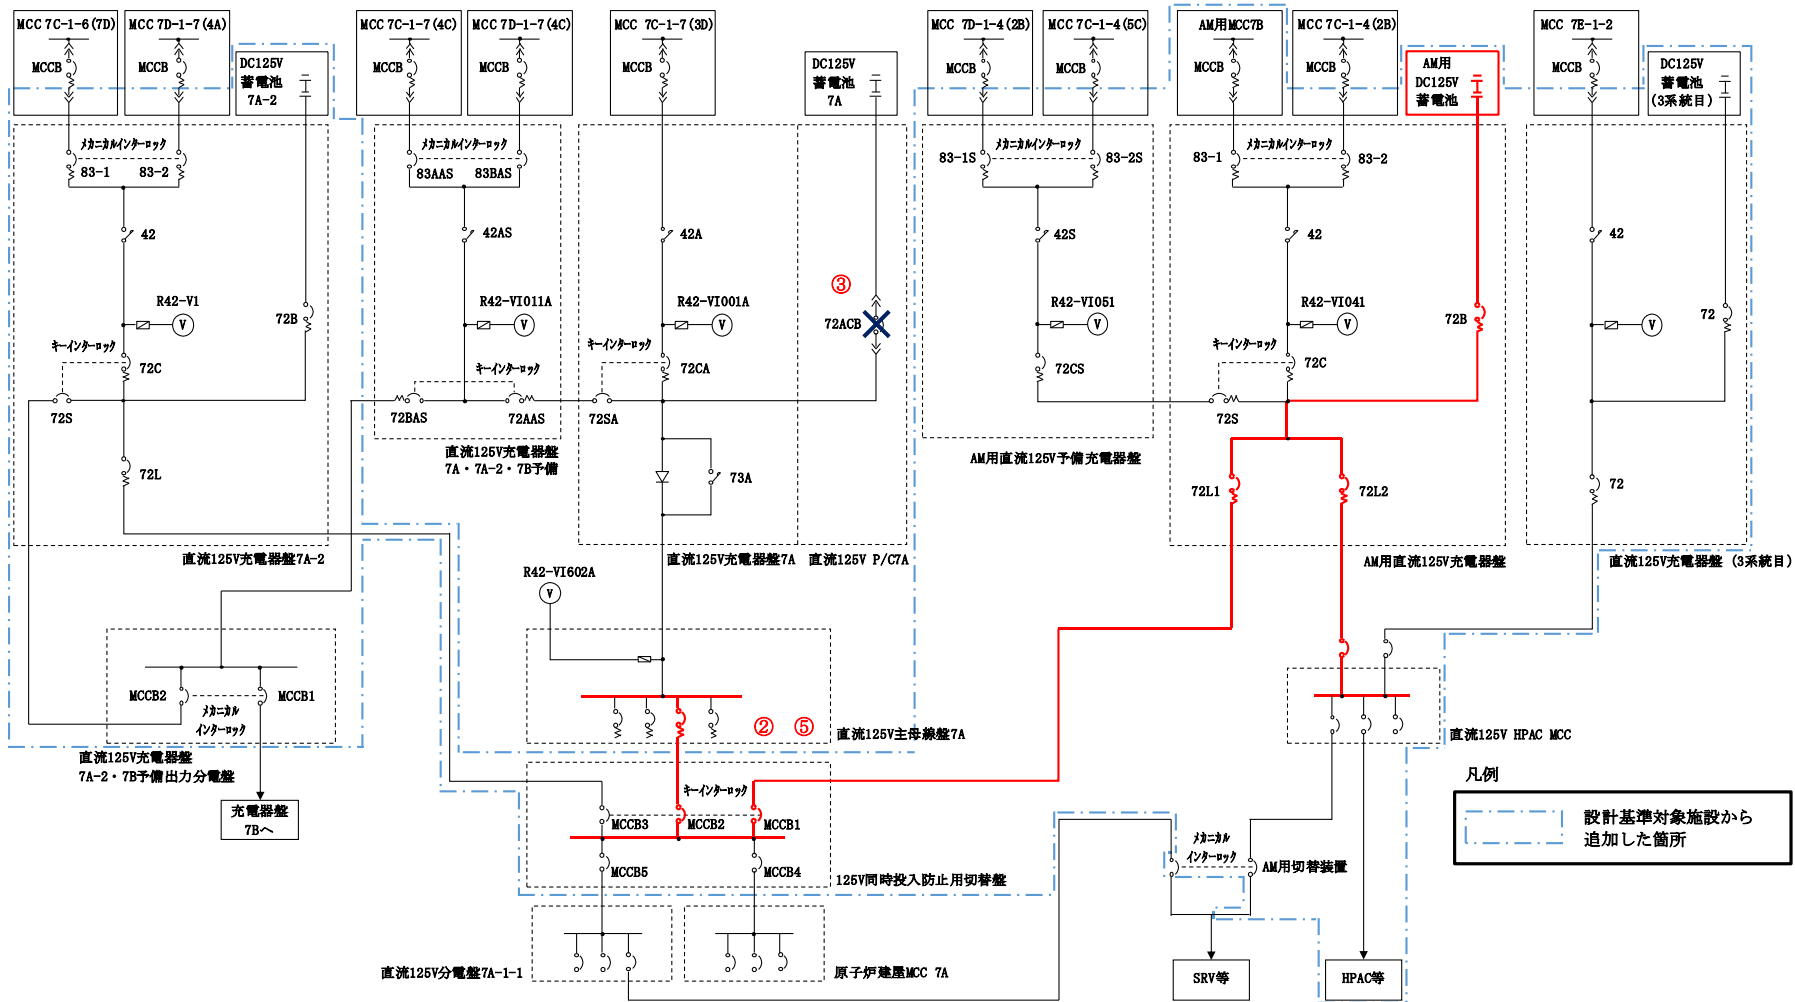 MCC 7C-1-6(7D)
MCCB
MCC 7D-1-7(4A)
MCCB
DC125V
蓄電池
7A-2
MCC 7C-1-7(4C)
MCCB
MCC 7D-1-7(4C)
MCCB
MCC 7C-1-7(3D)
MCCB
DC125V
蓄電池
7A
MCC 7D-1-4(2B)
MCCB
MCC 7C-1-4(5C)
MCCB
AM用MCC7B
MCCB
MCC 7C-1-4(2B)
MCCB
AM用
DC125V
蓄電池
MCC 7E-1-2
MCCB
DC125V
蓄電池
(3系統目)
メカニカルインターロック
83-1
83-2
メカニカルインターロック
83AAS
83BAS
メカニカルインターロック
83-1S
83-2S
メカニカルインターロック
83-1
83-2
42
42AS
42A
42S
42
42
③
R42-V1
V
72B
R42-VI011A
V
R42-VI001A
V
72ACB
R42-VI051
V
R42-VI041
V
72B
V
72
キーインターロック
72C
キーインターロック
キーインターロック
72CA
72CS
キーインターロック
72C
72S
72BAS
72AAS
72SA
72S
直流125V充電器盤
7A・7A-2・7B予備
AM用直流125V予備充電器盤
72L
73A
72L1
72L2
72
直流125V充電器盤7A-2
直流125V充電器盤7A
直流125V P/C7A
AM用直流125V充電器盤
直流125V充電器盤 (3系統目)
R42-VI602A
V
MCCB2
MCCB1
メカニカル
インターロック
② ⑤
直流125V主母線盤7A
直流125V HPAC MCC
直流125V充電器盤
7A-2・7B予備出力分電盤
充電器盤
7Bへ
キーインターロック
MCCB3
MCCB2
MCCB1
MCCB5
MCCB4
125V同時投入防止用切替盤
メカニカル
インターロック
AM用切替装置
凡例
設計基準対象施設から
追加した箇所
直流125V分電盤7A-1-1
原子炉建屋MCC 7A
SRV等
HPAC等